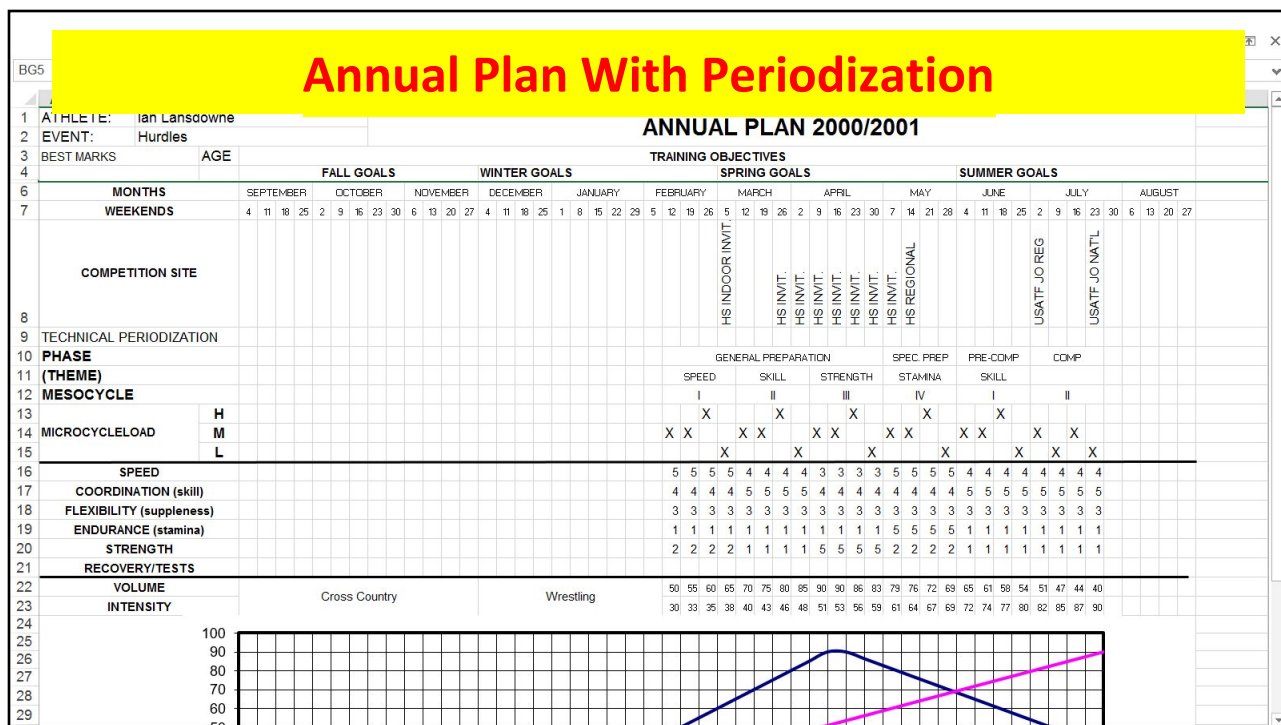 Annual Plan With Periodization
BG5
1 ATHLETE: Ian Lansdowne
ANNUAL PLAN 2000/2001
2 EVENT: Hurdles
3 BEST MARKS AGE TRAINING OBJECTIVES
4 FALL GOALS WINTER GOALS SPRING GOALS SUMMER GOALS
6 MONTHS SEPTEMBER OCTOBER NOVEMBER DECEMBER JANUARY FEBRUARY MARCH APRIL MAY JUNE JULY AUGUST
7 WEEKENDS 4 11 18 25 2 9 16 23 30 6 13 20 27 4 11 18 25 1 8 15 22 29 5 12 19 26 5 12 19 26 2 9 16 23 30 7 14 21 28 4 11 18 25 2 9 16 23 30 6 13 20 27
8 COMPETITION SITE HS INDOOR INVIT. HS INVIT. HS INVIT. HS INVIT. HS INVIT. HS INVIT. HS INVIT. HS INVIT. HS REGIONAL USATF JO REG USATF JO NAT'L
9 TECHNICAL PERIODIZATION
10 PHASE GENERAL PREPARATION SPEC. PREP PRE-COMP COMP
11 (THEME) SPEED SKILL STRENGTH STAMINA SKILL
12 MESOCYCLE I II III IV I II
13 H X X X X X
14 MICROCYCLELOAD M X X X X X X X X X X X X
15 L X X X X X X X
16 SPEED 5 5 5 5 4 4 4 4 3 3 3 3 5 5 5 5 4 4 4 4 4 4 4 4
17 COORDINATION (skill) 4 4 4 4 5 5 5 5 4 4 4 4 4 4 4 4 5 5 5 5 5 5 5 5
18 FLEXIBILITY (suppleness) 3 3 3 3 3 3 3 3 3 3 3 3 3 3 3 3 3 3 3 3 3 3 3 3
19 ENDURANCE (stamina) 1 1 1 1 1 1 1 1 1 1 1 1 5 5 5 5 1 1 1 1 1 1 1 1
20 STRENGTH 2 2 2 2 1 1 1 1 5 5 5 5 2 2 2 2 1 1 1 1 1 1 1 1
21 RECOVERY/TESTS
22 VOLUME 50 55 60 65 70 75 80 85 90 90 86 83 79 76 72 69 65 61 58 54 51 47 44 40
Cross Country Wrestling
23 INTENSITY 30 33 35 38 40 43 46 48 51 53 56 59 61 64 67 69 72 74 77 80 82 85 87 90
24
25 100
26 90
27 80
28 70
29 60